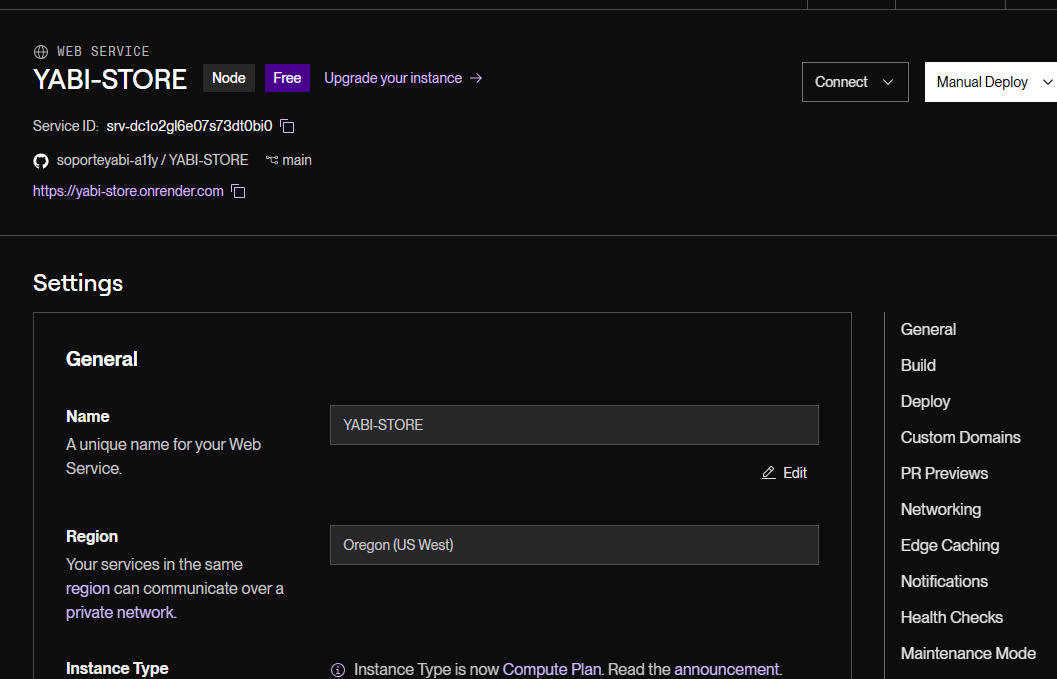 WEB SERVICE
YABI-STORE Node Free Upgrade your instance →
Connect Manual Deploy
Service ID: srv-dc1o2gl6e07s73dt0bi0
soporteyabi-a11y / YABI-STORE main
https://yabi-store.onrender.com
Settings
General
Name
A unique name for your Web
Service.
YABI-STORE
Edit
Region
Your services in the same
region can communicate over a
private network.
Oregon (US West)
Instance Type
Instance Type is now Compute Plan. Read the announcement.
General
Build
Deploy
Custom Domains
PR Previews
Networking
Edge Caching
Notifications
Health Checks
Maintenance Mode